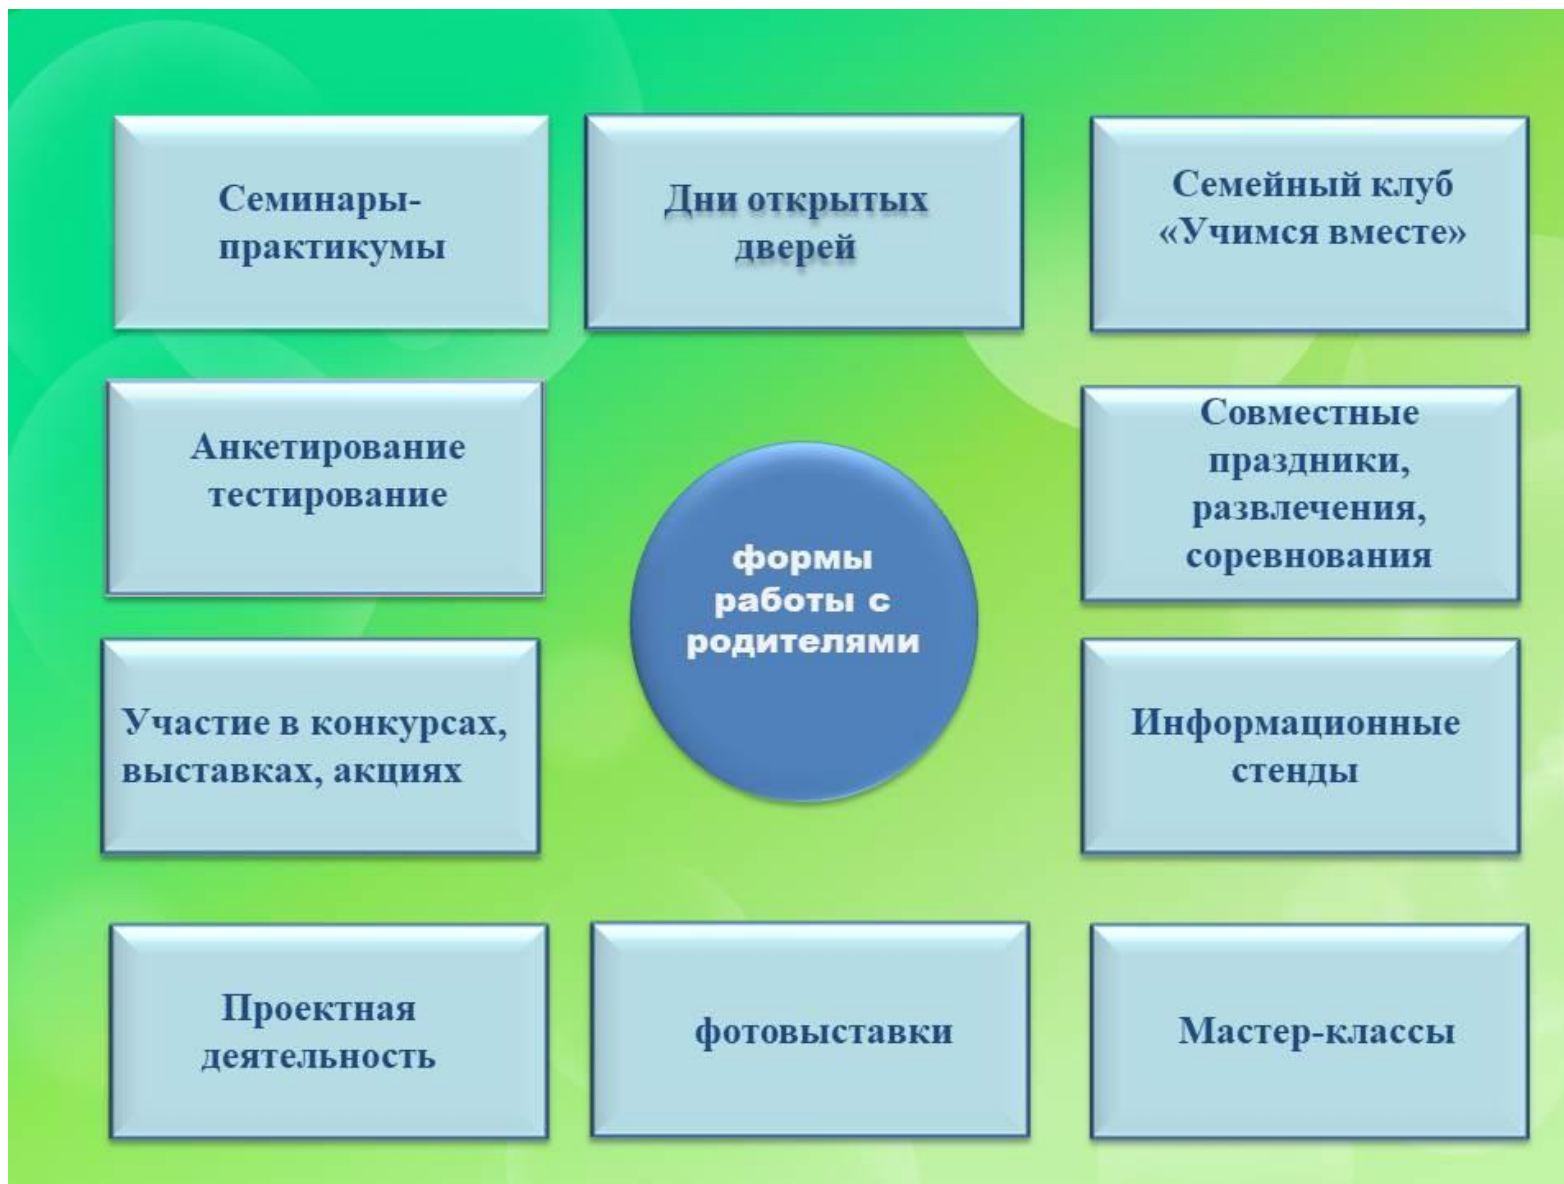 Семинары-
практикумы
Дни открытых
дверей
Семейный клуб
«Учимся вместе»
Анкетирование
тестирование
формы
работы с
родителями
Совместные
праздники,
развлечения,
соревнования
Участие в конкурсах,
выставках, акциях
Информационные
стенды
Проектная
деятельность
фотовыставки
Мастер-классы